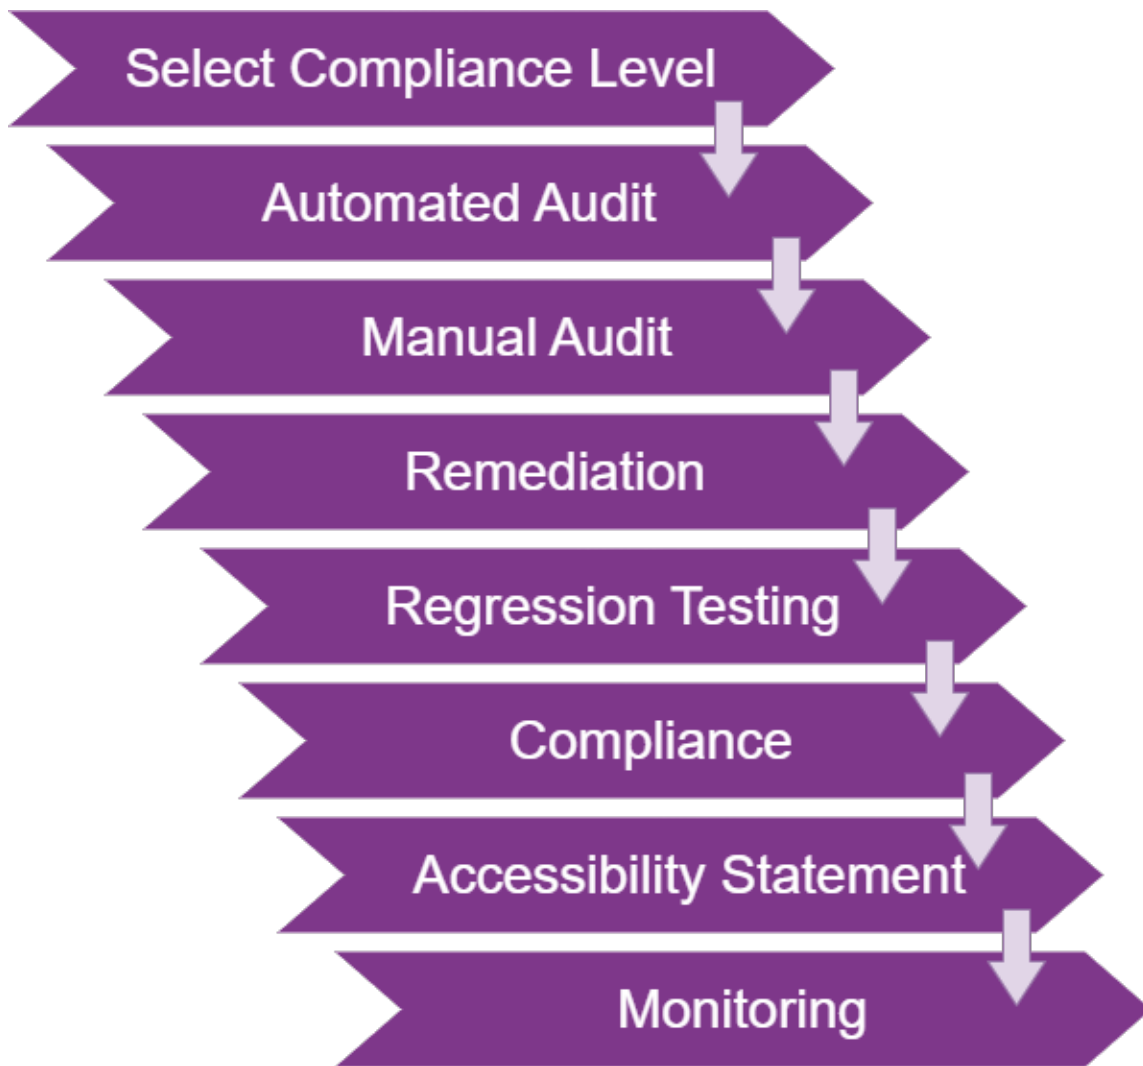 Select Compliance Level
Automated Audit
Manual Audit
Remediation
Regression Testing
Compliance
Accessibility Statement
Monitoring